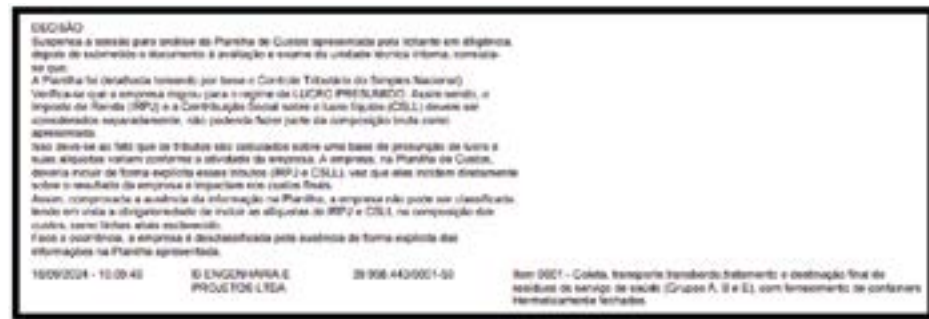 DECISÃO
Suspensa a sessão para análise da Planilha de Custos apresentada pela licitante em diligência,
depois de submetido o documento à avaliação e exame da unidade técnica interna, constata-
se que:
A Planilha foi detalhada tomando por base o Controle Tributário do Simples Nacional)
Verifica-se que a empresa migrou para o regime de LUCRO PRESUMIDO. Assim sendo, o
Imposto de Renda (IRPJ) e a Contribuição Social sobre o lucro líquido (CSLL) devem ser
considerados separadamente, não podendo fazer parte da composição bruta como
apresentada.
Isso deve-se ao fato que os tributos são calculados sobre uma base de presunção de lucro e
suas alíquotas variam conforme a atividade da empresa. A empresa, na Planilha de Custos,
deveria incluir de forma explícita esses tributos (IRPJ e CSLL), vez que eles incidem diretamente
sobre o resultado da empresa e impactam nos custos finais.
Assim, comprovada a ausência da informação na Planilha, a empresa não pode ser classificada
tendo em vista a obrigatoriedade de incluir as alíquotas do IRPJ e CSLL na composição dos
custos, como linhas atrás esclarecido.
Face a ocorrência, a empresa é desclassificada pela ausência de forma explícita das
informações na Planilha apresentada.
16/09/2024 - 10:09:40 ENGENHARIA E
PROJETOS LTDA
Item 0001 - Coleta, transporte, transbordo, tratamento e destinação final de
resíduos de serviço de saúde (Grupos A, B e E), com fornecimento de containers
hermeticamente fechados.